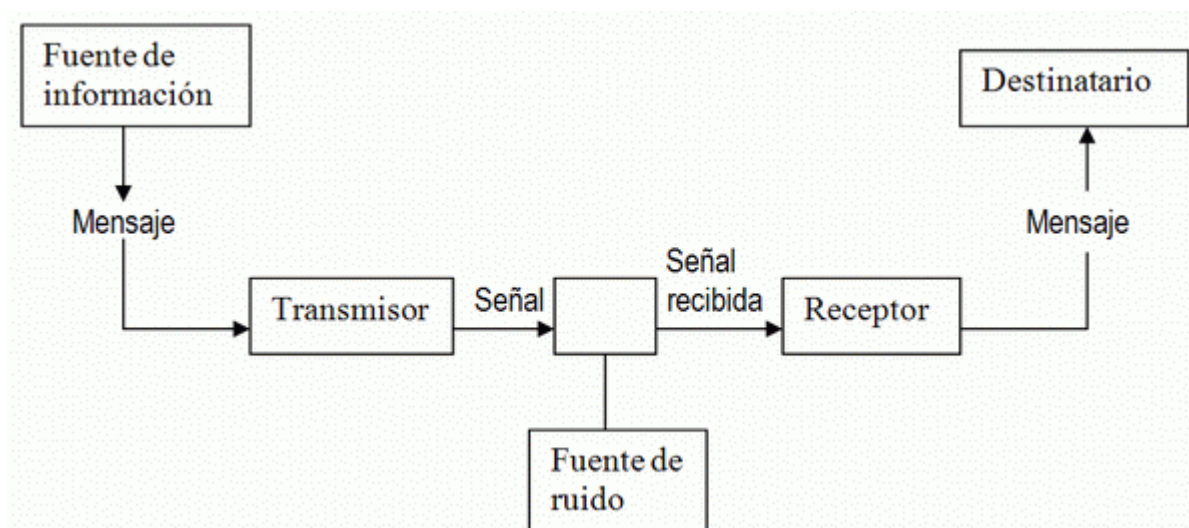 Fuente de
información
Destinatario
Mensaje
Mensaje
Transmisor
Señal
Señal
recibida
Receptor
Fuente de
ruido